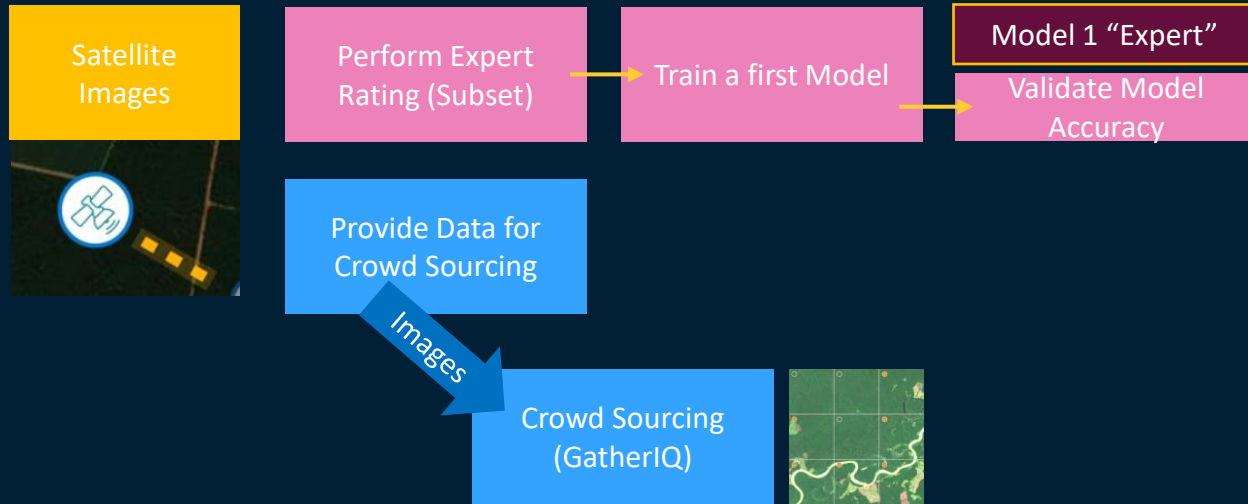 Satellite
Images
Perform Expert
Rating (Subset)
Train a first Model
Model 1 “Expert”
Validate Model
Accuracy
Provide Data for
Crowd Sourcing
Images
Crowd Sourcing
(GatherIQ)